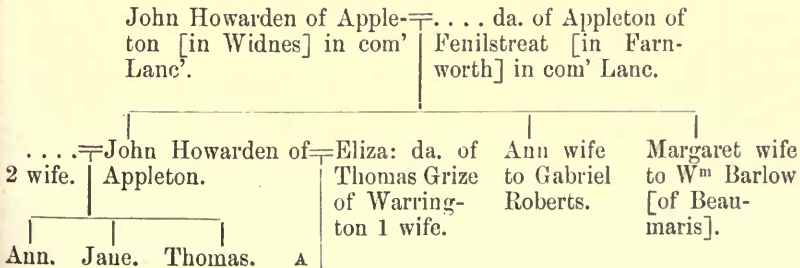 John Howarden of Apple-
ton [in Widnes] in com'
Lanc'.
. . . . da. of Appleton of
Fenilstreat [in Farn-
worth] in com' Lanc.
. . . .
2 wife.
John Howarden of
Appleton.
Eliza: da. of
Thomas Grize
of Warring-
ton 1 wife.
Ann wife
to Gabriel
Roberts.
Margaret wife
to Wᵐ Barlow
[of Beau-
maris].
Ann. Jane. Thomas. A